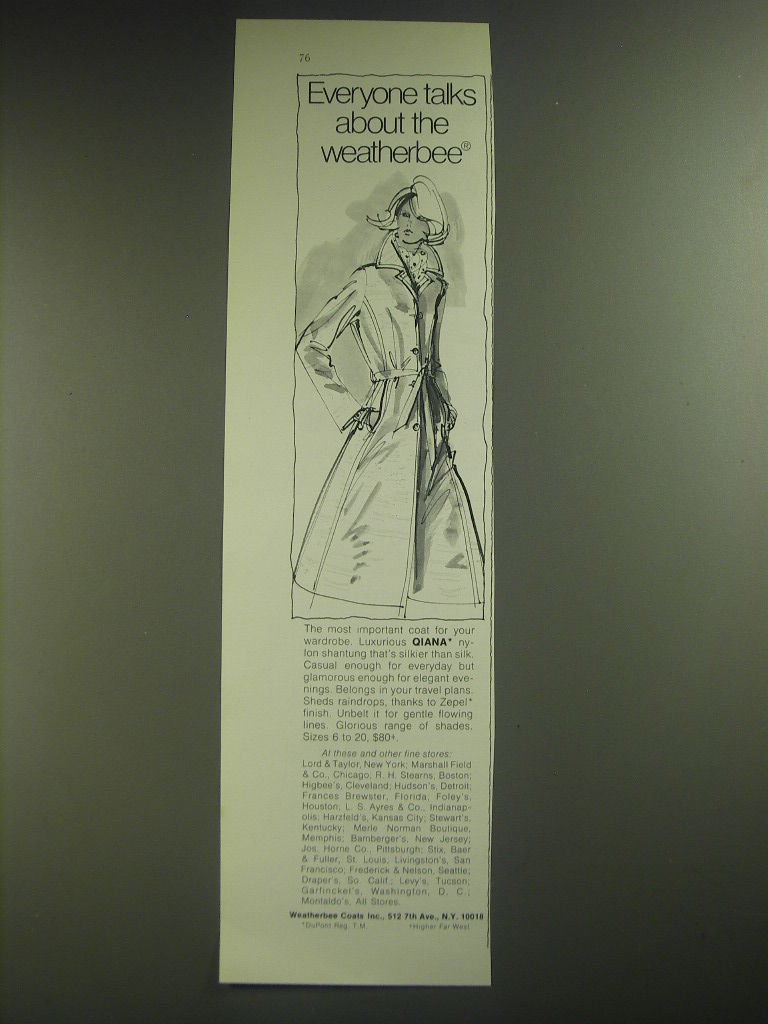 76
Everyone talks
about the
weatherbee®
The most important coat for your
wardrobe. Luxurious QIANA* ny-
lon shantung that's silkier than silk.
Casual enough for everyday but
glamorous enough for elegant eve-
nings. Belongs in your travel plans.
Sheds raindrops, thanks to Zepel*
finish. Unbelt it for gentle flowing
lines. Glorious range of shades.
Sizes 6 to 20, $80+.
At these and other fine stores:
Lord & Taylor, New York; Marshall Field
& Co., Chicago; R. H. Stearns, Boston;
Higbee's, Cleveland; Hudson's, Detroit;
Frances Brewster, Florida; Foley's,
Houston; L. S. Ayres & Co., Indianap-
olis; Harzfeld's, Kansas City; Stewart's,
Kentucky; Merle Norman Boutique,
Memphis; Bamberger's, New Jersey;
Jos. Horne Co., Pittsburgh; Stix, Baer
& Fuller, St. Louis; Livingston's, San
Francisco; Frederick & Nelson, Seattle;
Draper's, So. Calif.; Levy's, Tucson;
Garfinckel's, Washington, D. C.;
Montaldo's, All Stores.
Weatherbee Coats Inc., 512 7th Ave., N.Y. 10018
*DuPont Reg. T.M. +Higher Far West